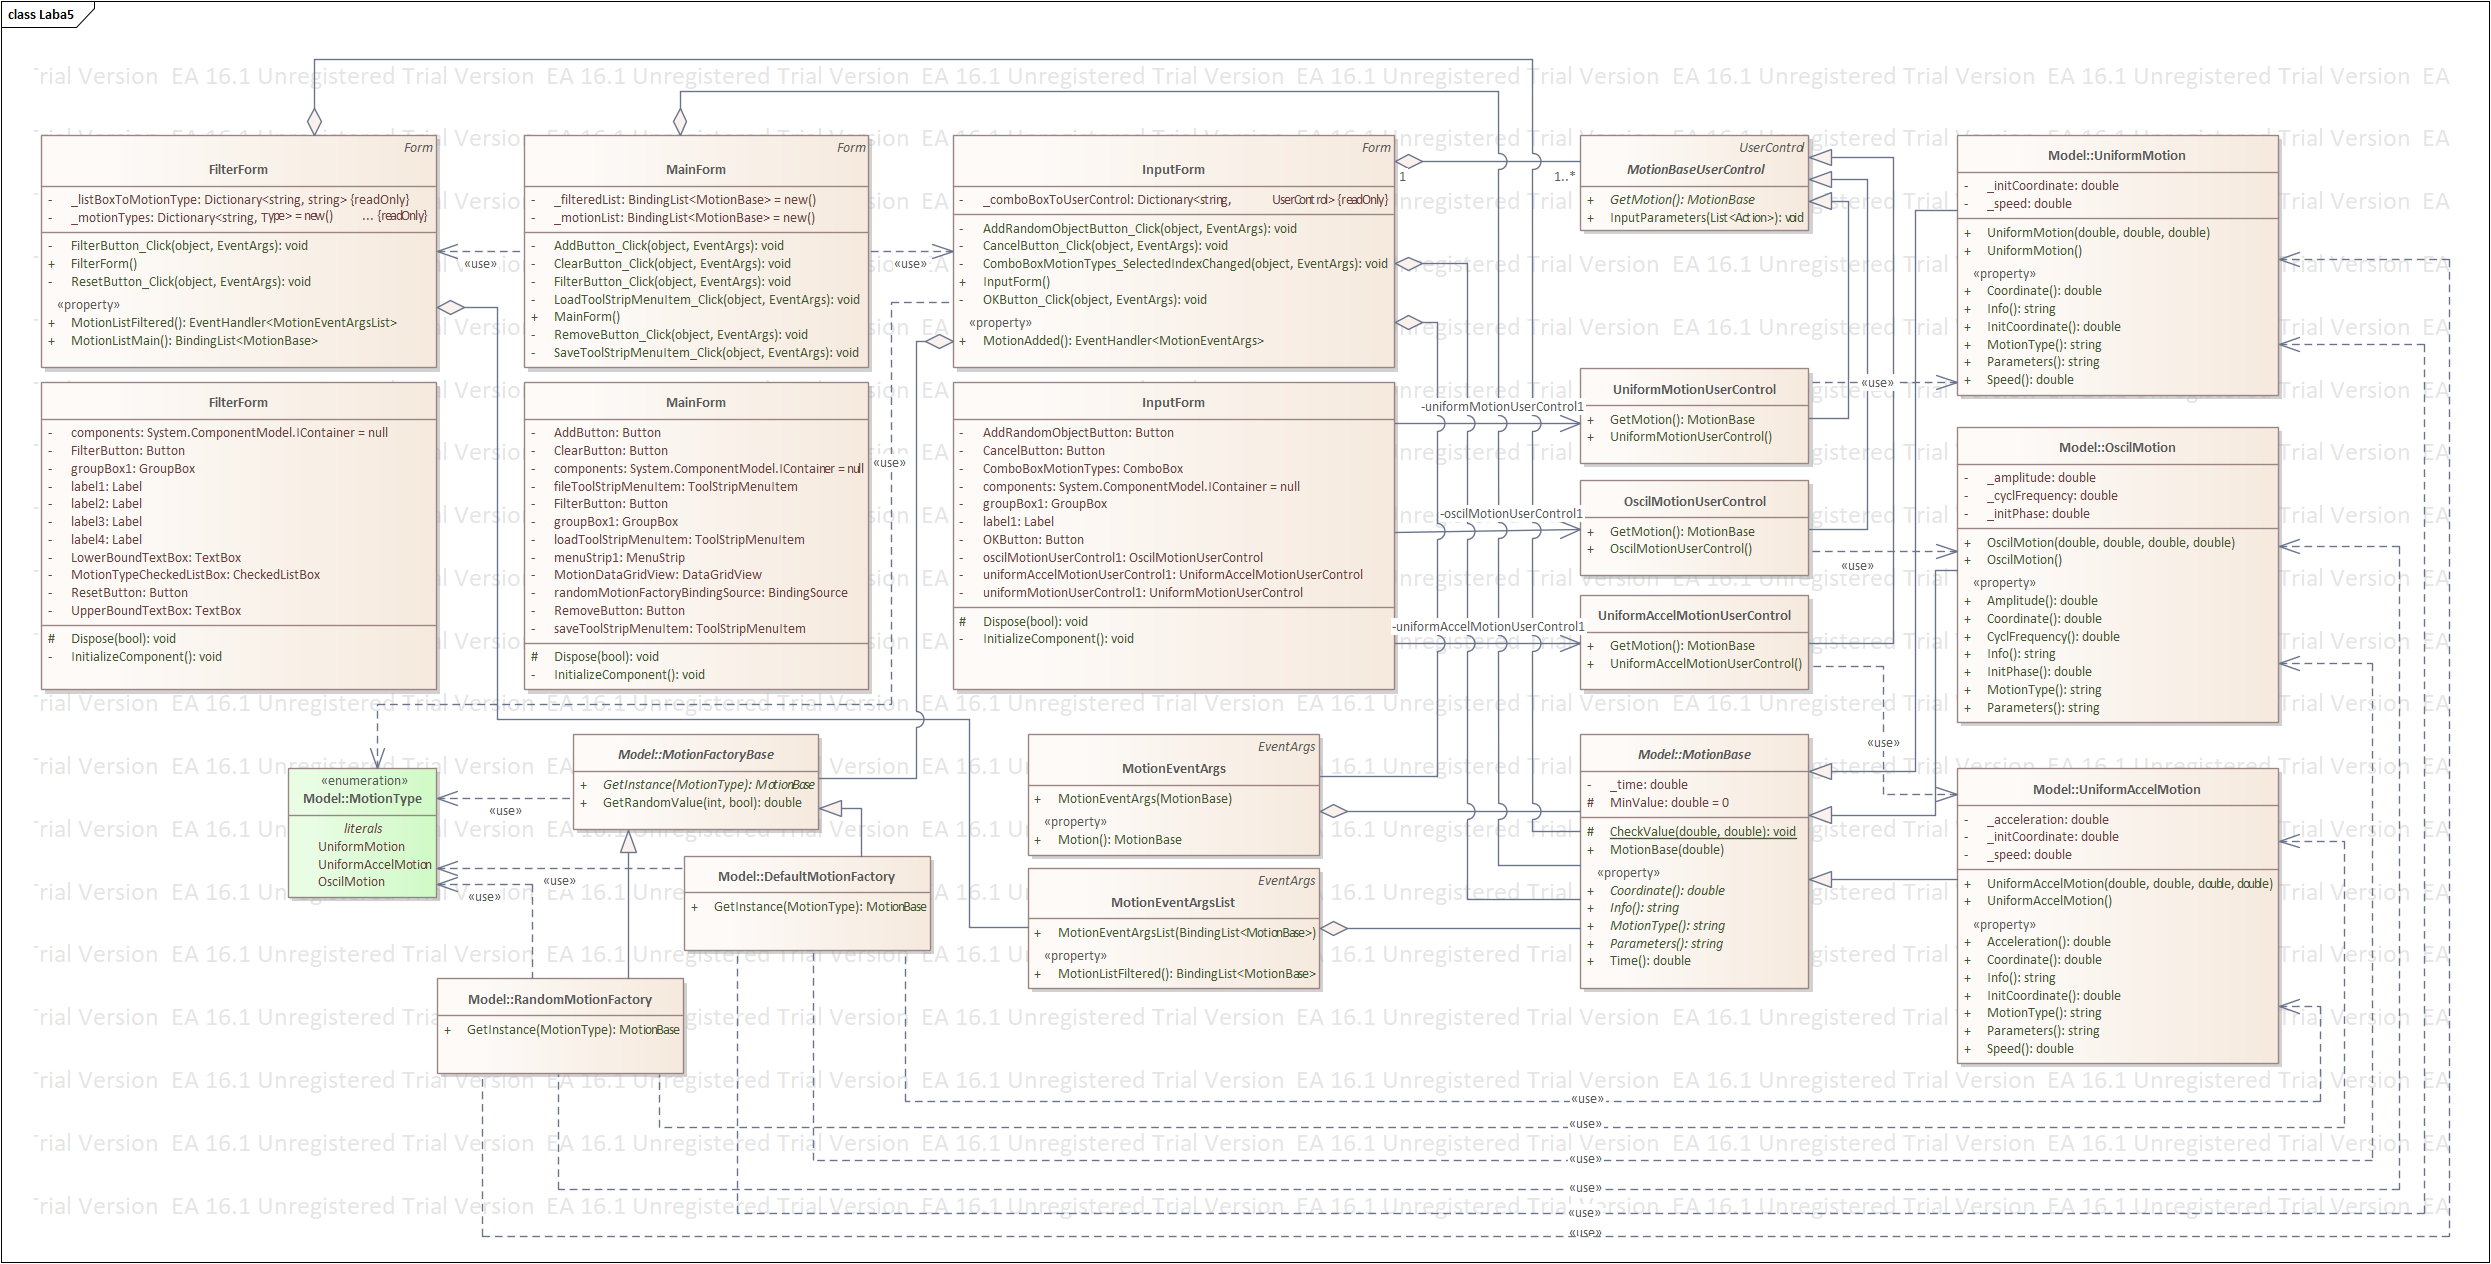 class Laba5
Form
FilterForm
- _listBoxToMotionType: Dictionary<string, string> {readOnly}
- _motionTypes: Dictionary<string, Type> = new() ... {readOnly}
- FilterButton_Click(object, EventArgs): void
+ FilterForm()
- ResetButton_Click(object, EventArgs): void
«property»
+ MotionListFiltered(): EventHandler<MotionEventArgsList>
+ MotionListMain(): BindingList<MotionBase>
Form
MainForm
- _filteredList: BindingList<MotionBase> = new()
- _motionList: BindingList<MotionBase> = new()
- AddButton_Click(object, EventArgs): void
- ClearButton_Click(object, EventArgs): void
- FilterButton_Click(object, EventArgs): void
- LoadToolStripMenuItem_Click(object, EventArgs): void
+ MainForm()
- RemoveButton_Click(object, EventArgs): void
- SaveToolStripMenuItem_Click(object, EventArgs): void
Form
InputForm
- _comboBoxToUserControl: Dictionary<string, UserControl> {readOnly}
- AddRandomObjectButton_Click(object, EventArgs): void
- CancelButton_Click(object, EventArgs): void
- ComboBoxMotionTypes_SelectedIndexChanged(object, EventArgs): void
+ InputForm()
- OKButton_Click(object, EventArgs): void
«property»
+ MotionAdded(): EventHandler<MotionEventArgs>
UserControl
MotionBaseUserControl
+ GetMotion(): MotionBase
+ InputParameters(List<Action>): void
Model::UniformMotion
- _initCoordinate: double
- _speed: double
+ UniformMotion(double, double, double)
+ UniformMotion()
«property»
+ Coordinate(): double
+ Info(): string
+ InitCoordinate(): double
+ MotionType(): string
+ Parameters(): string
+ Speed(): double
«use»
«use»
1
1..*
FilterForm
- components: System.ComponentModel.IContainer = null
- FilterButton: Button
- groupBox1: GroupBox
- label1: Label
- label2: Label
- label3: Label
- label4: Label
- LowerBoundTextBox: TextBox
- MotionTypeCheckedListBox: CheckedListBox
- ResetButton: Button
- UpperBoundTextBox: TextBox
# Dispose(bool): void
- InitializeComponent(): void
MainForm
- AddButton: Button
- ClearButton: Button
- components: System.ComponentModel.IContainer = null
- fileToolStripMenuItem: ToolStripMenuItem
- FilterButton: Button
- groupBox1: GroupBox
- loadToolStripMenuItem: ToolStripMenuItem
- menuStrip1: MenuStrip
- MotionDataGridView: DataGridView
- randomMotionFactoryBindingSource: BindingSource
- RemoveButton: Button
- saveToolStripMenuItem: ToolStripMenuItem
# Dispose(bool): void
- InitializeComponent(): void
«use»
InputForm
- AddRandomObjectButton: Button
- CancelButton: Button
- ComboBoxMotionTypes: ComboBox
- components: System.ComponentModel.IContainer = null
- groupBox1: GroupBox
- label1: Label
- OKButton: Button
- oscilMotionUserControl1: OscilMotionUserControl
- uniformAccelMotionUserControl1: UniformAccelMotionUserControl
- uniformMotionUserControl1: UniformMotionUserControl
# Dispose(bool): void
- InitializeComponent(): void
-uniformMotionUserControl1
-oscilMotionUserControl1
-uniformAccelMotionUserControl1
UniformMotionUserControl
+ GetMotion(): MotionBase
+ UniformMotionUserControl()
«use»
OscilMotionUserControl
+ GetMotion(): MotionBase
+ OscilMotionUserControl()
«use»
UniformAccelMotionUserControl
+ GetMotion(): MotionBase
+ UniformAccelMotionUserControl()
«use»
Model::OscilMotion
- _amplitude: double
- _cyclFrequency: double
- _initPhase: double
+ OscilMotion(double, double, double, double)
+ OscilMotion()
«property»
+ Amplitude(): double
+ Coordinate(): double
+ CyclFrequency(): double
+ Info(): string
+ InitPhase(): double
+ MotionType(): string
+ Parameters(): string
«enumeration»
Model::MotionType
literals
UniformMotion
UniformAccelMotion
OscilMotion
«use»
«use»
«use»
Model::MotionFactoryBase
+ GetInstance(MotionType): MotionBase
+ GetRandomValue(int, bool): double
Model::DefaultMotionFactory
+ GetInstance(MotionType): MotionBase
Model::RandomMotionFactory
+ GetInstance(MotionType): MotionBase
EventArgs
MotionEventArgs
+ MotionEventArgs(MotionBase)
«property»
+ Motion(): MotionBase
EventArgs
MotionEventArgsList
+ MotionEventArgsList(BindingList<MotionBase>)
«property»
+ MotionListFiltered(): BindingList<MotionBase>
Model::MotionBase
- _time: double
# MinValue: double = 0
# CheckValue(double, double): void
+ MotionBase(double)
«property»
+ Coordinate(): double
+ Info(): string
+ MotionType(): string
+ Parameters(): string
+ Time(): double
Model::UniformAccelMotion
- _acceleration: double
- _initCoordinate: double
- _speed: double
+ UniformAccelMotion(double, double, double, double)
+ UniformAccelMotion()
«property»
+ Acceleration(): double
+ Coordinate(): double
+ Info(): string
+ InitCoordinate(): double
+ MotionType(): string
+ Parameters(): string
+ Speed(): double
«use»
«use»
«use»
«use»
«use»
«use»